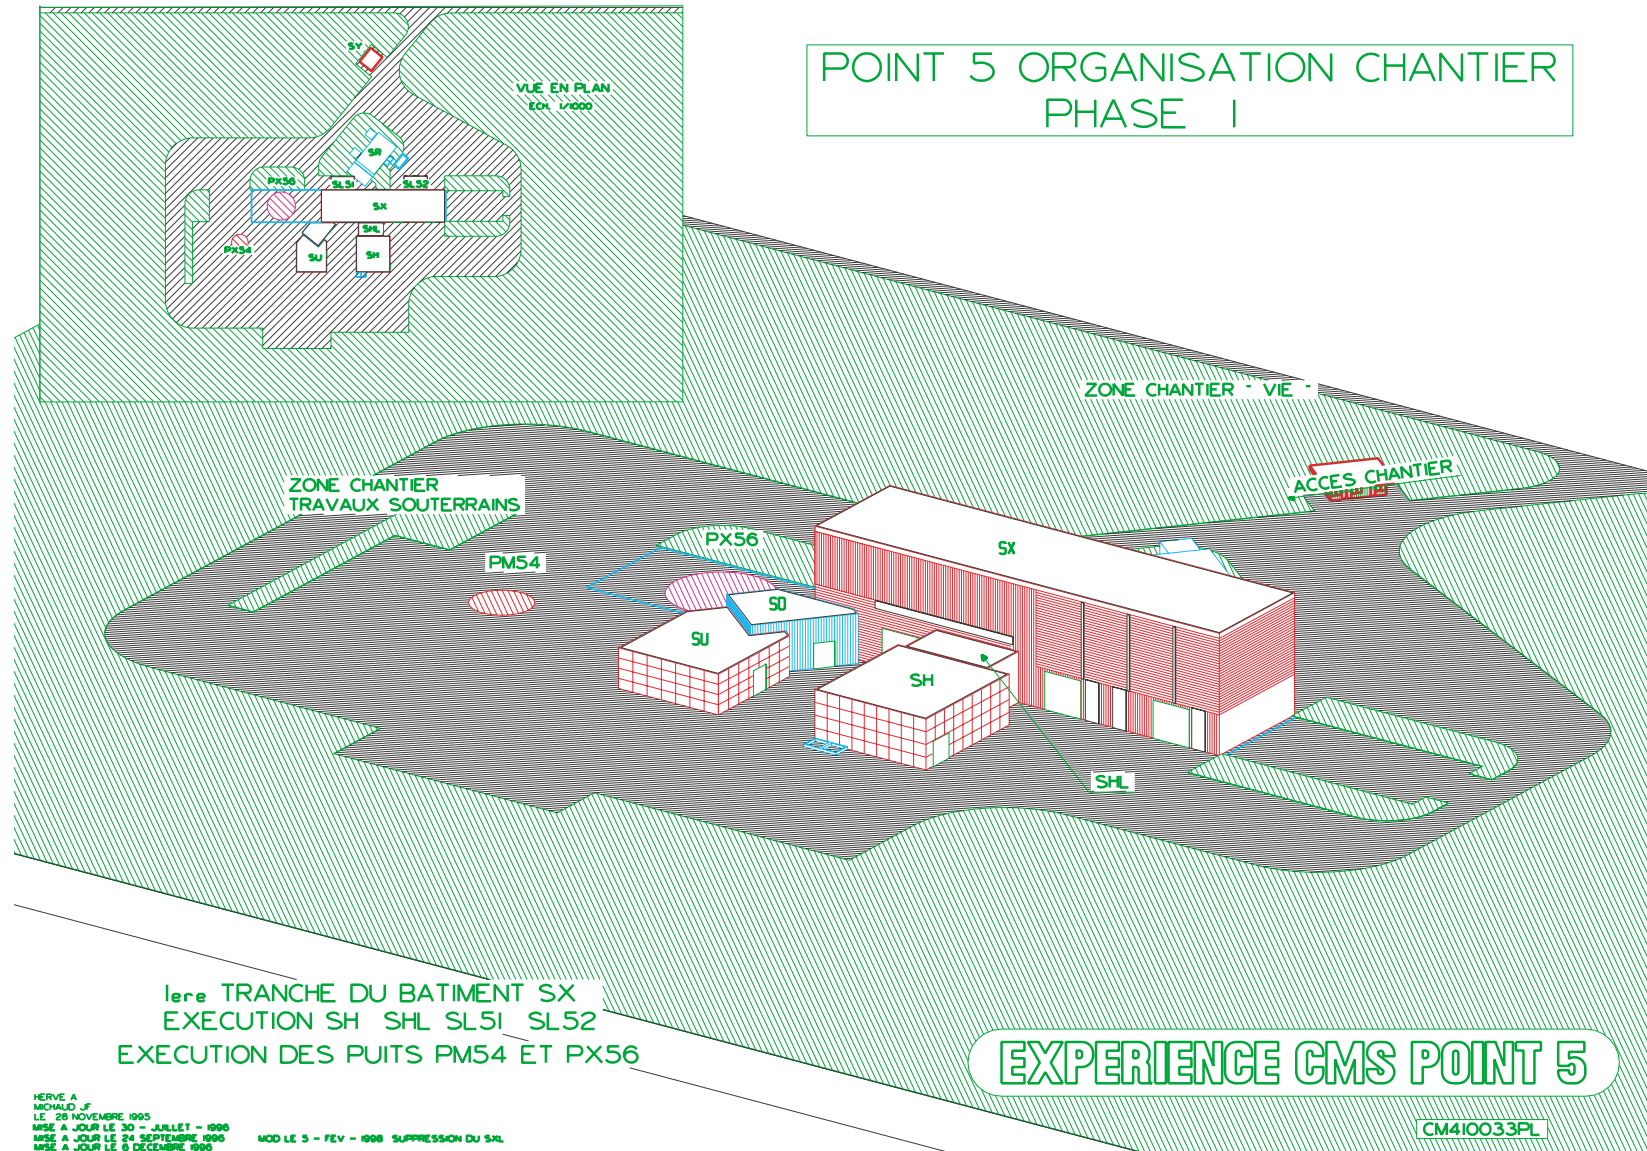 POINT 5 ORGANISATION CHANTIER
PHASE 1
SY
VUE EN PLAN
ECH. 1/1000
SR
PX56
SL51
SL52
SX
SHL
PX54
SU
SH
ZONE CHANTIER - VIE -
ACCES CHANTIER
ZONE CHANTIER
TRAVAUX SOUTERRAINS
PM54
PX56
SX
SD
SU
SH
SHL
1ere TRANCHE DU BATIMENT SX
EXECUTION SH SHL SL51 SL52
EXECUTION DES PUITS PM54 ET PX56
EXPERIENCE CMS POINT 5
HERVE A
MICHAUD JF
LE 28 NOVEMBRE 1995
MISE A JOUR LE 30 - JUILLET - 1996
MISE A JOUR LE 24 SEPTEMBRE 1996
MOD LE 5 - FEV - 1998 SUPPRESSION DU SXL
MISE A JOUR LE 6 DECEMBRE 1996
CM410033PL